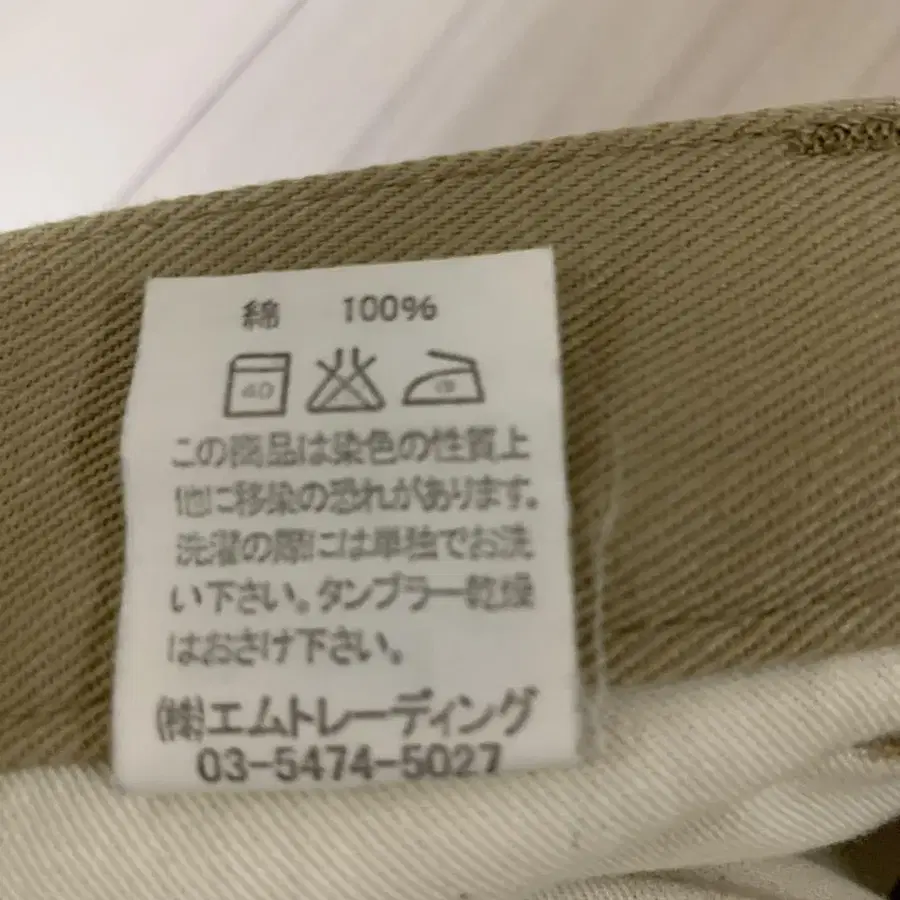 綿 100%
40
この商品は染色の性質上
他に移染の恐れがあります。
洗濯の際には単独でお洗
い下さい。タンブラー乾燥
はおさけ下さい。
㈱エムトレーディング
03-5474-5027